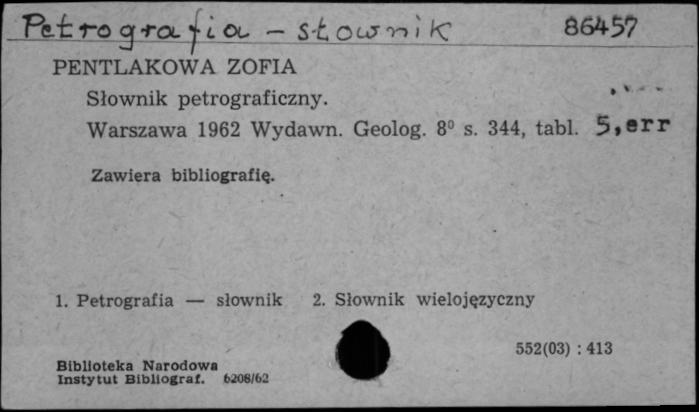 Petrografia – słownik 86457
PENTLAKOWA ZOFIA
Słownik petrograficzny.
Warszawa 1962 Wydawn. Geolog. 8⁰ s. 344, tabl. 5,err
Zawiera bibliografię.
1. Petrografia — słownik 2. Słownik wielojęzyczny
552(03) : 413
Biblioteka Narodowa
Instytut Bibliograf. 6208/62